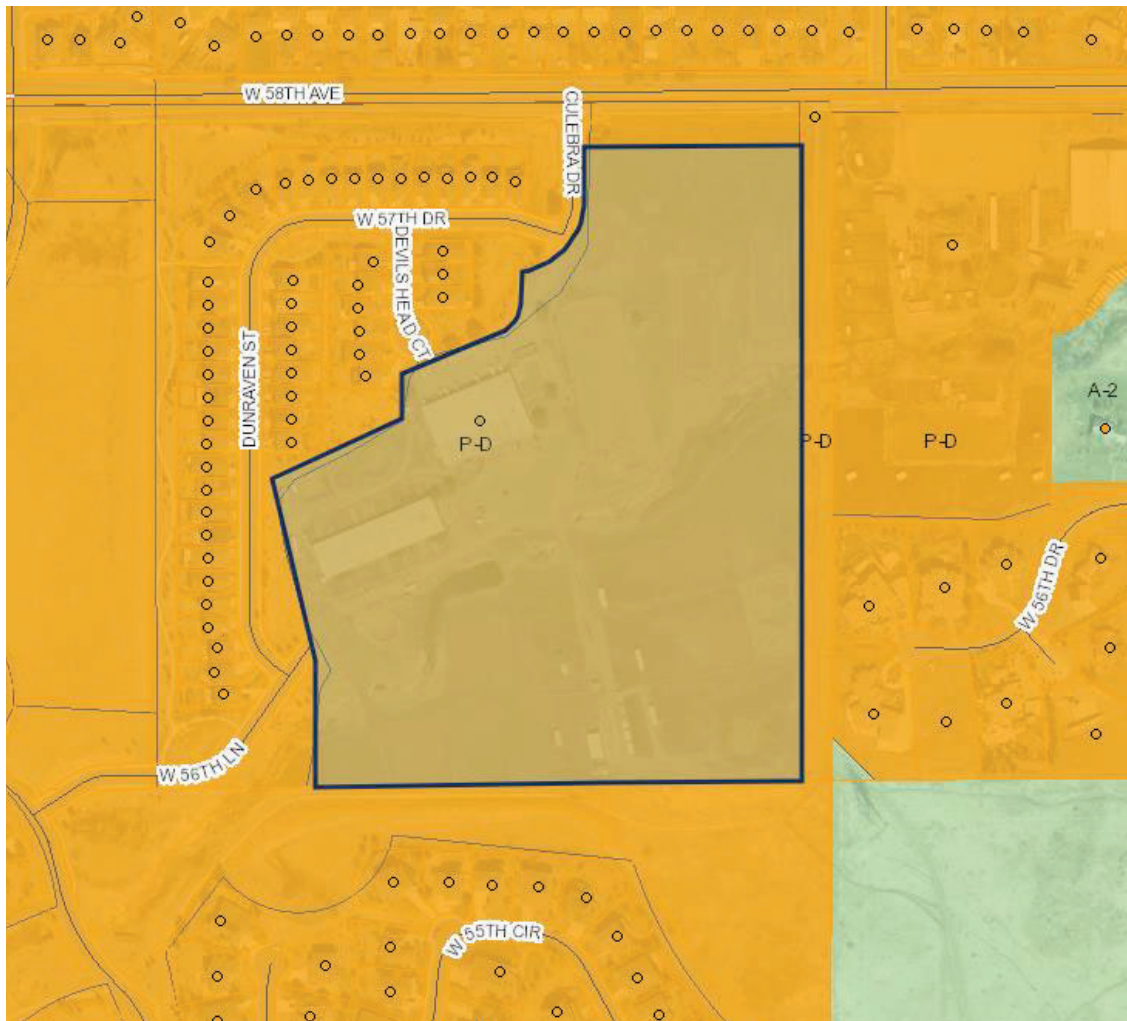 W 58TH AVE
CULEBRA DR
W 57TH DR
DEVILS HEAD CT
DUNRAVEN ST
A-2
P-D
P-D
P-D
W 56TH DR
W 56TH LN
W 55TH CIR